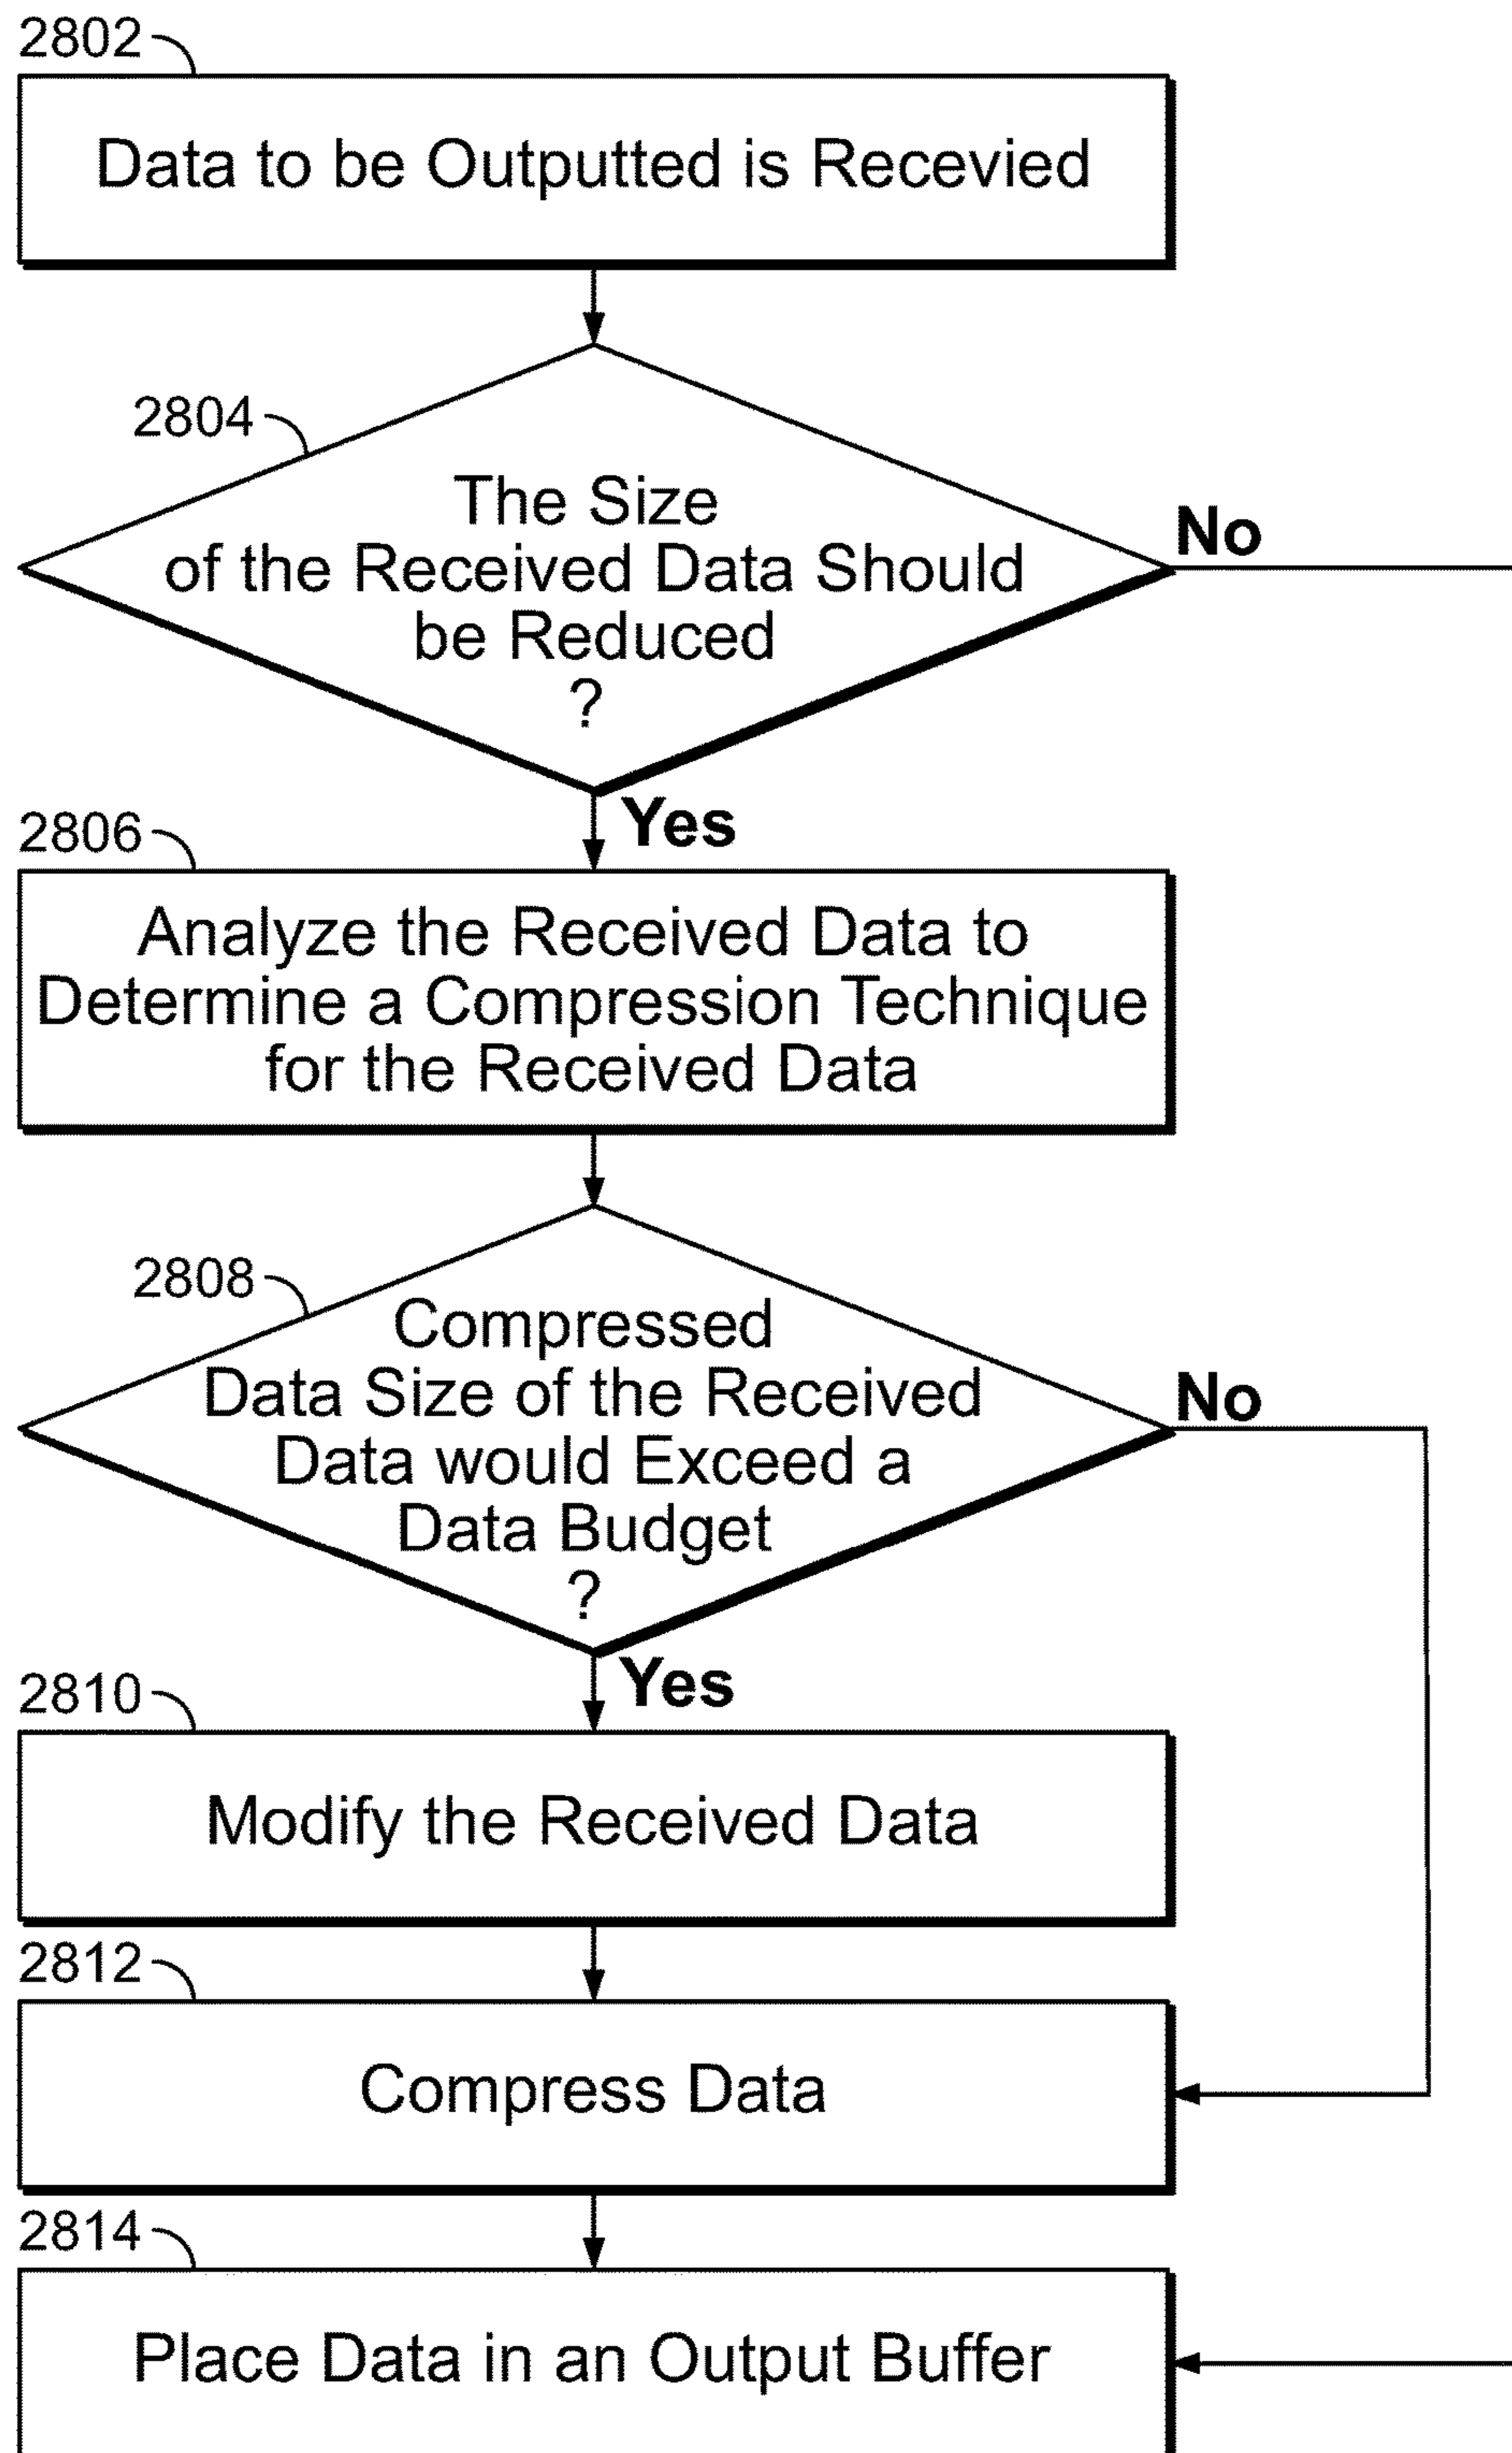 2802
Data to be Outputted is Recevied
2804
The Size
of the Received Data Should
be Reduced
?
No
Yes
2806
Analyze the Received Data to
Determine a Compression Technique
for the Received Data
2808
Compressed
Data Size of the Received
Data would Exceed a
Data Budget
?
No
Yes
2810
Modify the Received Data
2812
Compress Data
2814
Place Data in an Output Buffer